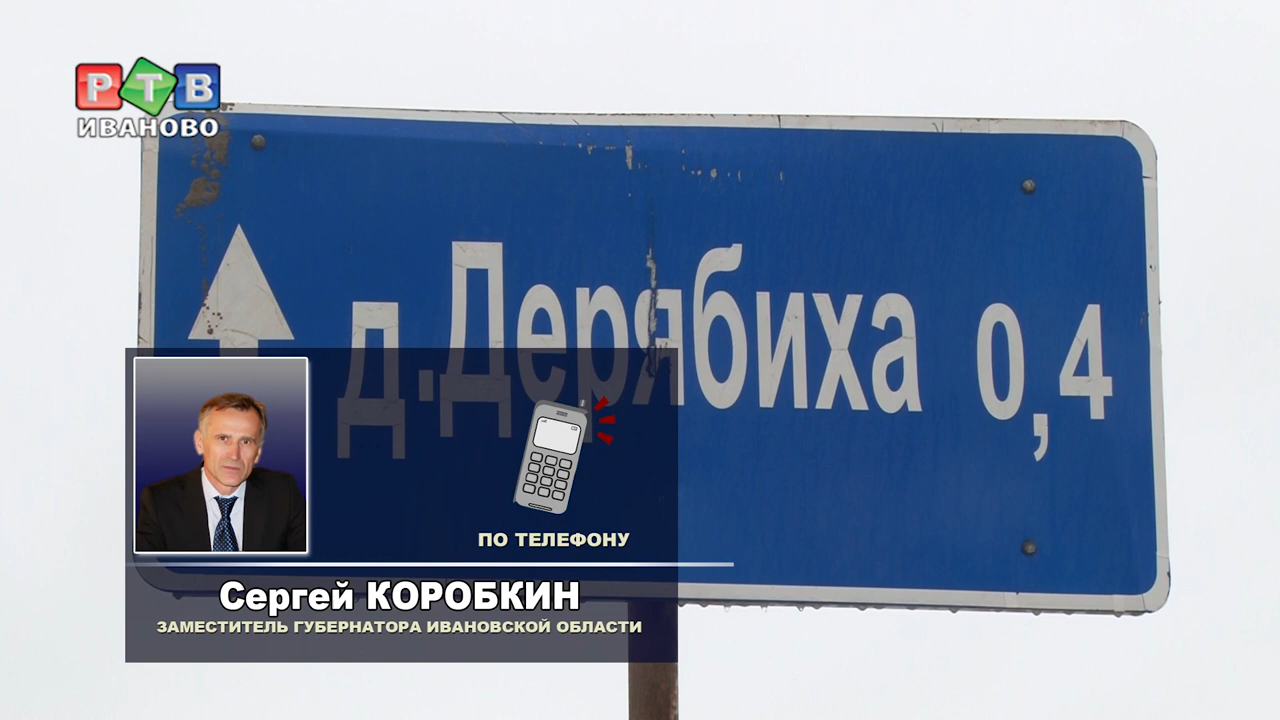 РТВ
ИВАНОВО
д.Дерябиха 0,4
ПО ТЕЛЕФОНУ
Сергей КОРОБКИН
ЗАМЕСТИТЕЛЬ ГУБЕРНАТОРА ИВАНОВСКОЙ ОБЛАСТИ